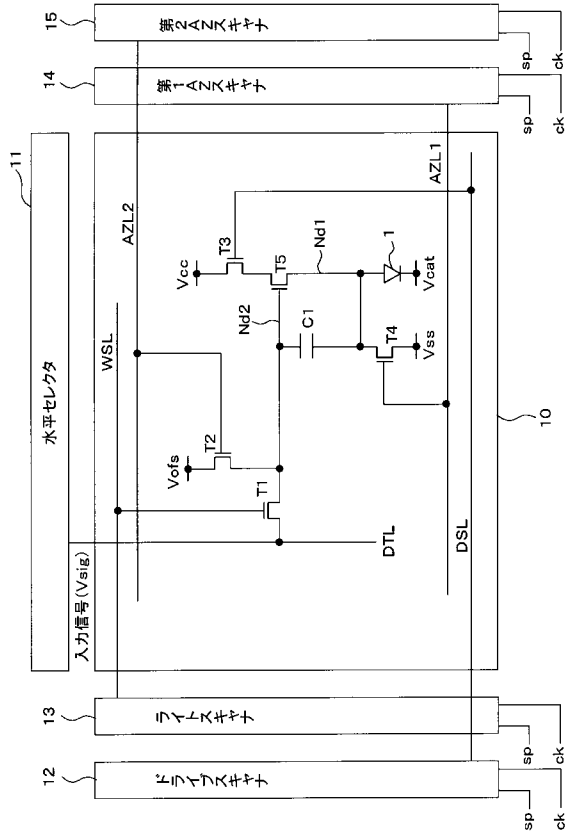 11
水平セレクタ
入力信号(Vsig)
12
13
14
15
ドライブスキャナ
ライトスキャナ
第1AZスキャナ
第2AZスキャナ
WSL
AZL2
Vofs
T2
T1
Vcc
T3
Nd2
T5
C1
Nd1
1
T4
Vcat
Vss
DTL
DSL
AZL1
10
sp
ck
sp
ck
sp
ck
sp
ck